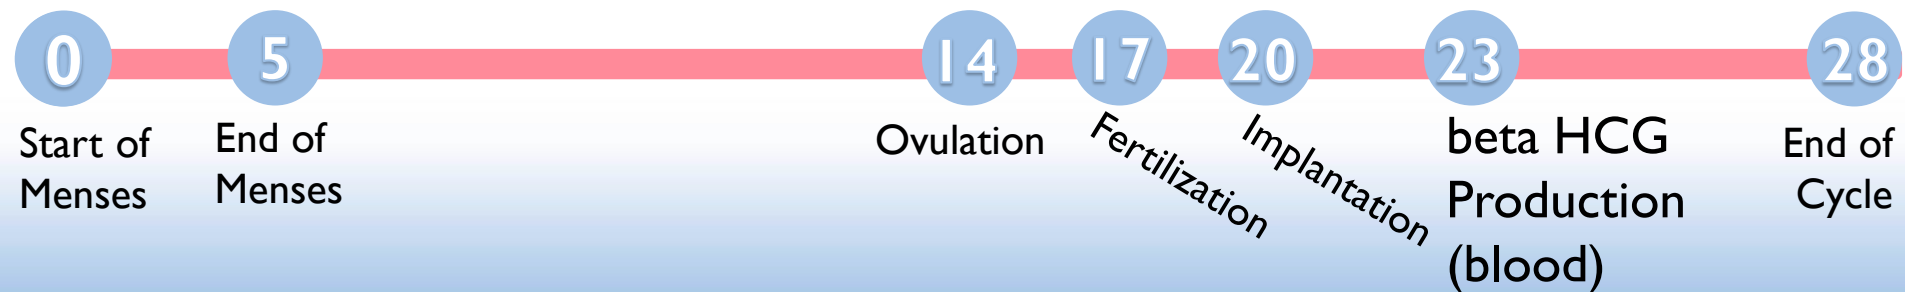 0
5
14
17
20
23
28
Start of
Menses
End of
Menses
Ovulation
Fertilization
Implantation
beta HCG
Production
(blood)
End of
Cycle